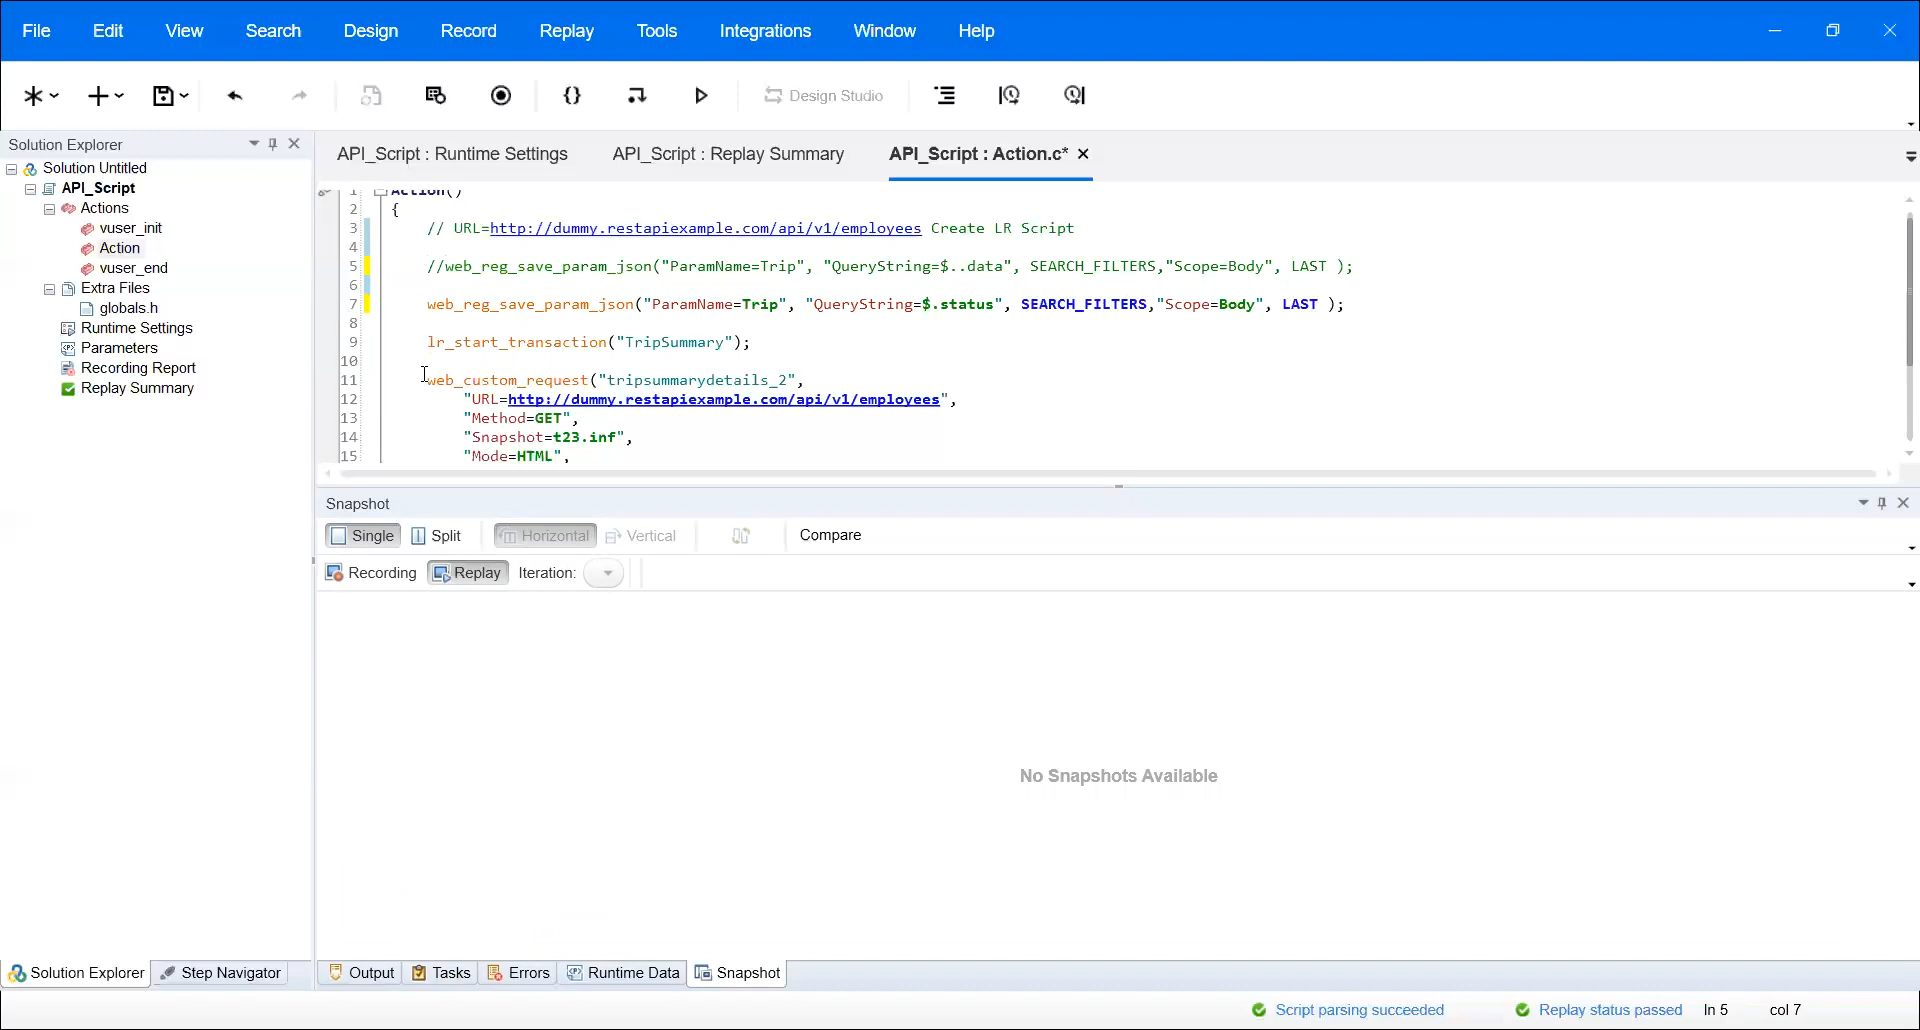 File Edit View Search Design Record Replay Tools Integrations Window Help
Design Studio
Solution Explorer
Solution Untitled
API_Script
Actions
vuser_init
Action
vuser_end
Extra Files
globals.h
Runtime Settings
Parameters
Recording Report
Replay Summary
API_Script : Runtime Settings API_Script : Replay Summary API_Script : Action.c*
1 Action()
2 {
3 // URL=http://dummy.restapiexample.com/api/v1/employees Create LR Script
4
5 //web_reg_save_param_json("ParamName=Trip", "QueryString=$..data", SEARCH_FILTERS,"Scope=Body", LAST );
6
7 web_reg_save_param_json("ParamName=Trip", "QueryString=$.status", SEARCH_FILTERS,"Scope=Body", LAST );
8
9 lr_start_transaction("TripSummary");
10
11 web_custom_request("tripsummarydetails_2",
12 "URL=http://dummy.restapiexample.com/api/v1/employees",
13 "Method=GET",
14 "Snapshot=t23.inf",
15 "Mode=HTML",
Snapshot
Single Split Horizontal Vertical Compare
Recording Replay Iteration:
No Snapshots Available
Solution Explorer Step Navigator Output Tasks Errors Runtime Data Snapshot
Script parsing succeeded Replay status passed ln 5 col 7